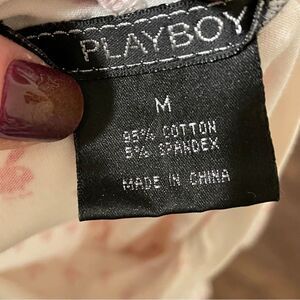 PLAYBOY
M
95% COTTON
5% SPANDEX
MADE IN CHINA